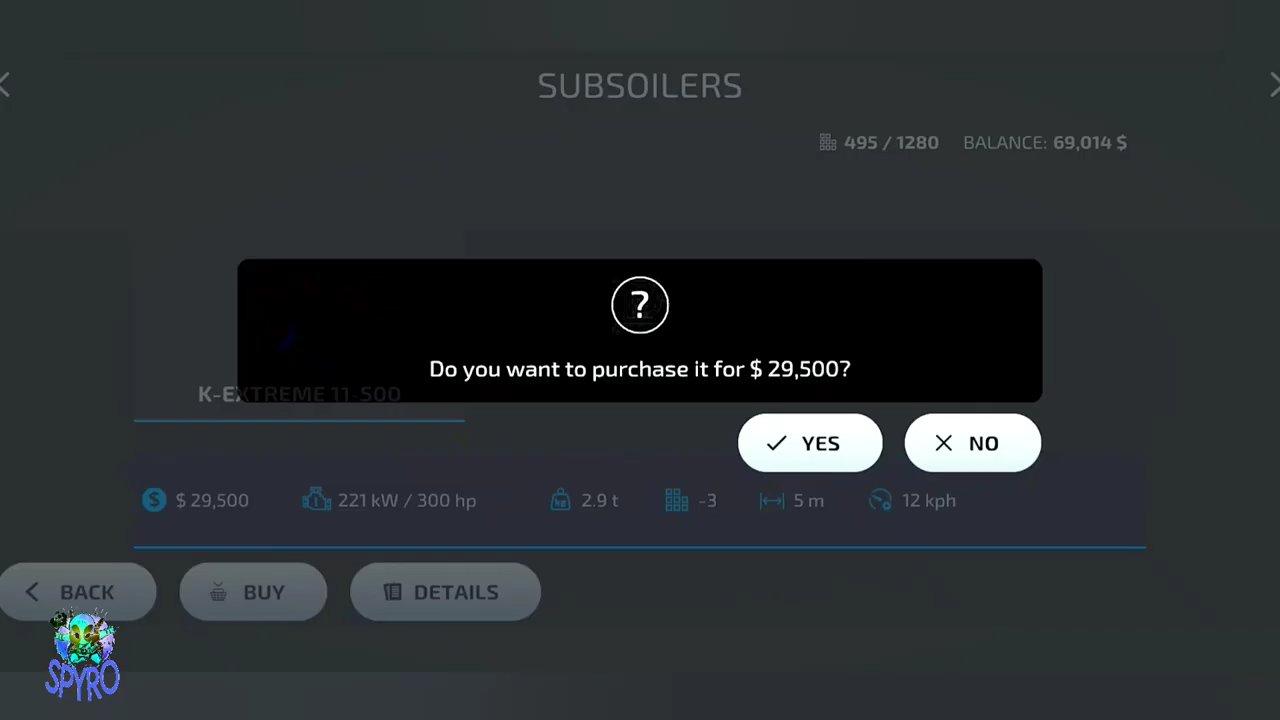 SUBSOILERS
495 / 1280 BALANCE: 69,014 $
?
Do you want to purchase it for $ 29,500?
K-EXTREME 11-500
YES NO
$ 29,500 221 kW / 300 hp kg 2.9 t -3 5 m 12 kph
BACK BUY DETAILS
SPYRO